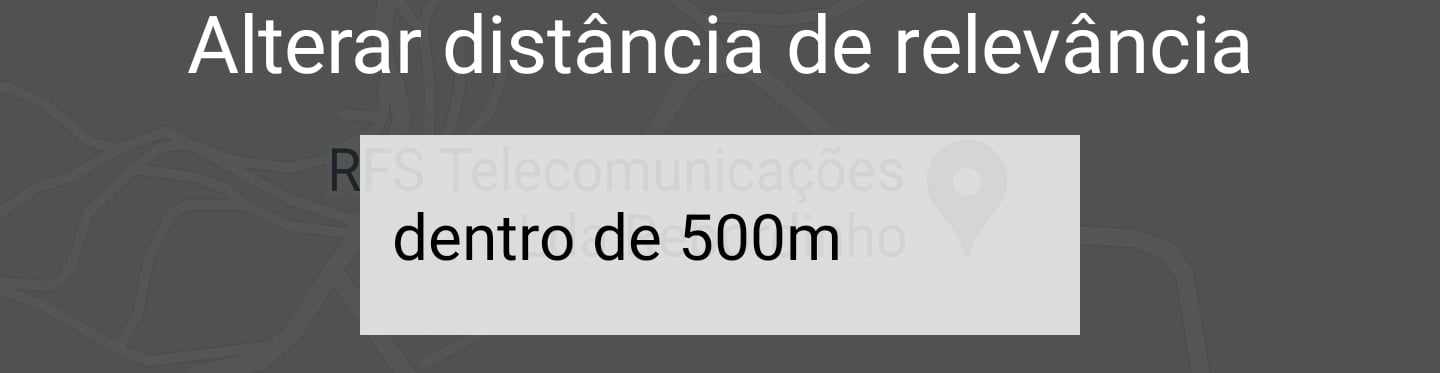 Alterar distância de relevância
RFS Telecomunicações
dentro de 500m